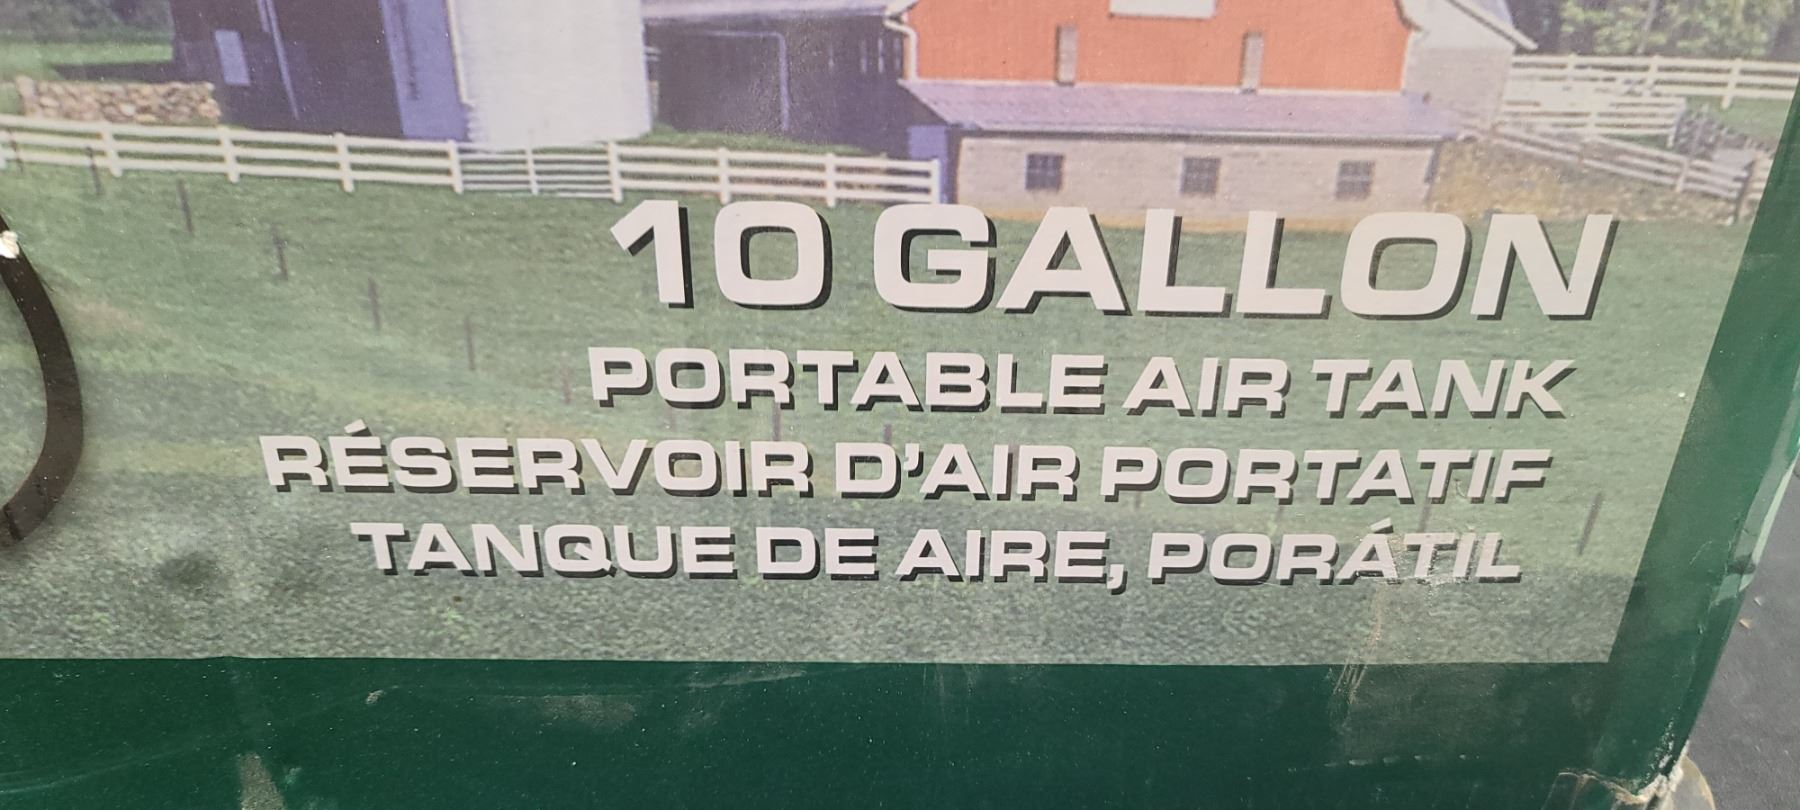 10 GALLON
PORTABLE AIR TANK
RÉSERVOIR D'AIR PORTATIF
TANQUE DE AIRE, PORÁTIL